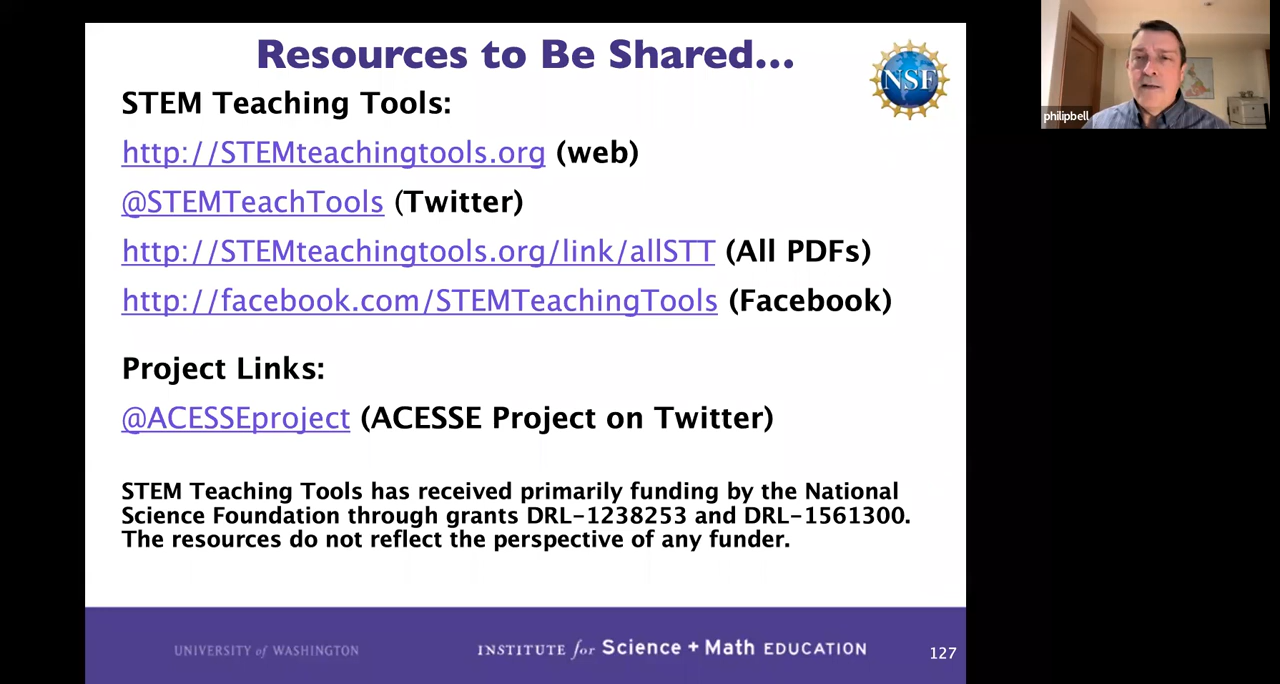 Resources to Be Shared...
NSF
STEM Teaching Tools:
http://STEMteachingtools.org (web)
@STEMTeachTools (Twitter)
http://STEMteachingtools.org/link/allSTT (All PDFs)
http://facebook.com/STEMTeachingTools (Facebook)
Project Links:
@ACESSEproject (ACESSE Project on Twitter)
STEM Teaching Tools has received primarily funding by the National
Science Foundation through grants DRL-1238253 and DRL-1561300.
The resources do not reflect the perspective of any funder.
UNIVERSITY of WASHINGTON
INSTITUTE for Science + Math EDUCATION
127
philipbell